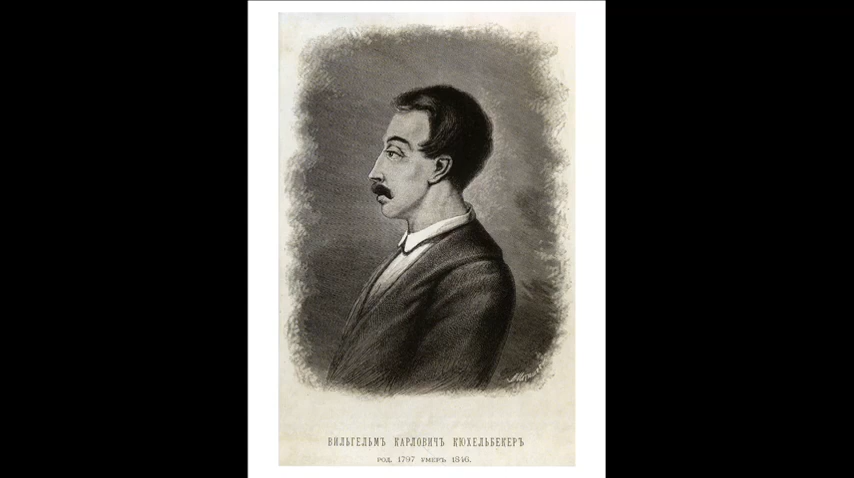 ВИЛЬГЕЛЬМЪ КАРЛОВИЧЪ КЮХЕЛЬБЕКЕРЪ
РОД. 1797 УМЕРЪ 1846.